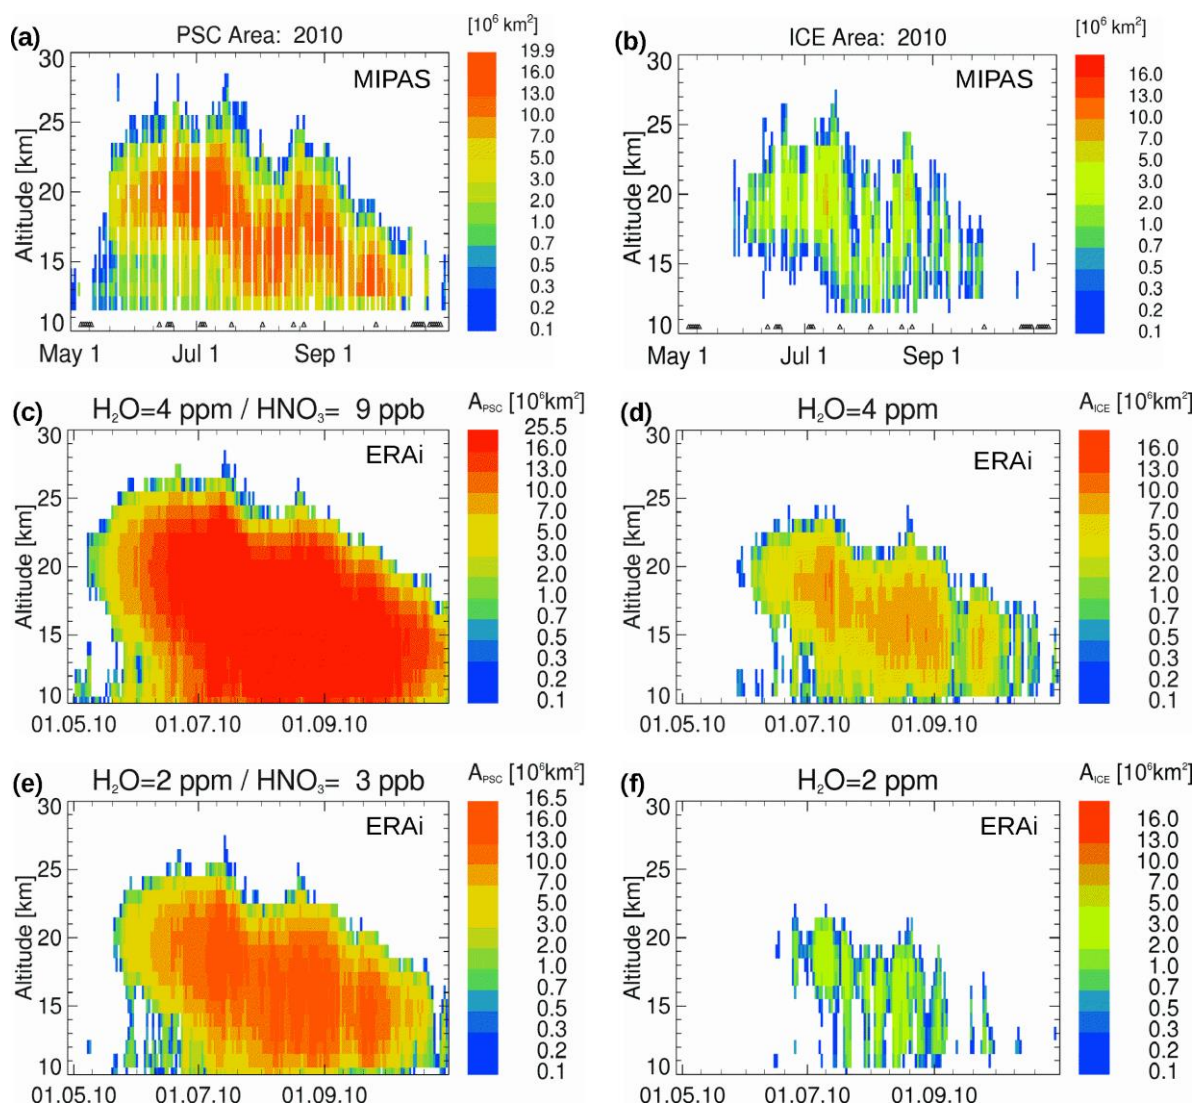 (a)
PSC Area: 2010
[10⁶ km²]
MIPAS
Altitude [km]
30
25
20
15
10
May 1 Jul 1 Sep 1
19.9
16.0
13.0
10.0
7.0
5.0
3.0
2.0
1.0
0.7
0.5
0.3
0.2
0.1
(b)
ICE Area: 2010
[10⁶ km²]
MIPAS
Altitude [km]
30
25
20
15
10
May 1 Jul 1 Sep 1
16.0
13.0
10.0
7.0
5.0
3.0
2.0
1.0
0.7
0.5
0.3
0.2
0.1
(c)
H₂O=4 ppm / HNO₃= 9 ppb
A_PSC [10⁶km²]
ERAi
Altitude [km]
30
25
20
15
10
01.05.10 01.07.10 01.09.10
25.5
16.0
13.0
10.0
5.0
3.0
2.0
0.7
0.5
0.3
0.1
(d)
H₂O=4 ppm
A_ICE [10⁶km²]
ERAi
Altitude [km]
30
25
20
15
10
01.05.10 01.07.10 01.09.10
16.0
13.0
10.0
5.0
3.0
2.0
0.7
0.5
0.3
0.1
(e)
H₂O=2 ppm / HNO₃= 3 ppb
A_PSC [10⁶km²]
ERAi
Altitude [km]
30
25
20
15
10
01.05.10 01.07.10 01.09.10
16.5
16.0
13.0
10.0
7.0
5.0
3.0
2.0
1.0
0.7
0.5
0.3
0.2
0.1
(f)
H₂O=2 ppm
A_ICE [10⁶km²]
ERAi
Altitude [km]
30
25
20
15
10
01.05.10 01.07.10 01.09.10
16.0
13.0
10.0
7.0
5.0
3.0
2.0
1.0
0.7
0.5
0.3
0.2
0.1